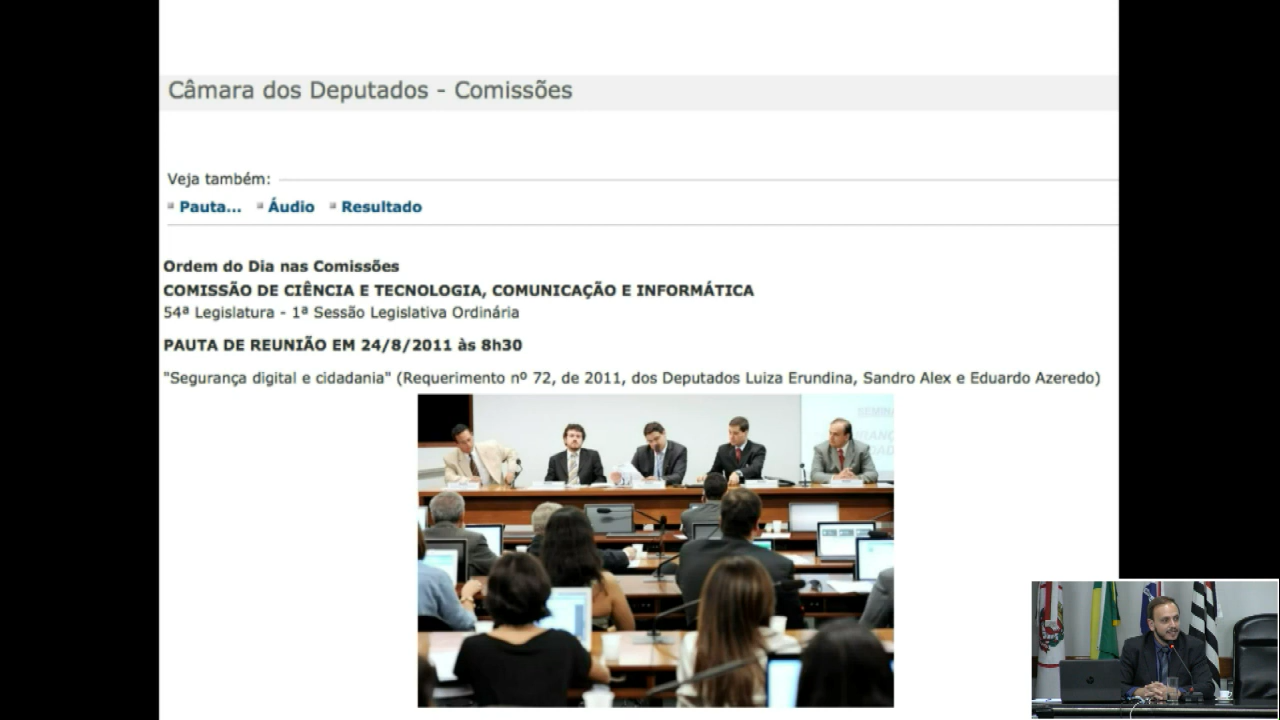 Câmara dos Deputados - Comissões
Veja também:
Pauta... Áudio Resultado
Ordem do Dia nas Comissões
COMISSÃO DE CIÊNCIA E TECNOLOGIA, COMUNICAÇÃO E INFORMÁTICA
54ª Legislatura - 1ª Sessão Legislativa Ordinária
PAUTA DE REUNIÃO EM 24/8/2011 às 8h30
"Segurança digital e cidadania" (Requerimento nº 72, de 2011, dos Deputados Luiza Erundina, Sandro Alex e Eduardo Azeredo)